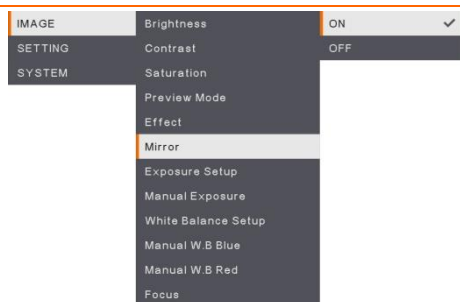 IMAGE
SETTING
SYSTEM
Brightness
Contrast
Saturation
Preview Mode
Effect
Mirror
Exposure Setup
Manual Exposure
White Balance Setup
Manual W.B Blue
Manual W.B Red
Focus
ON
OFF